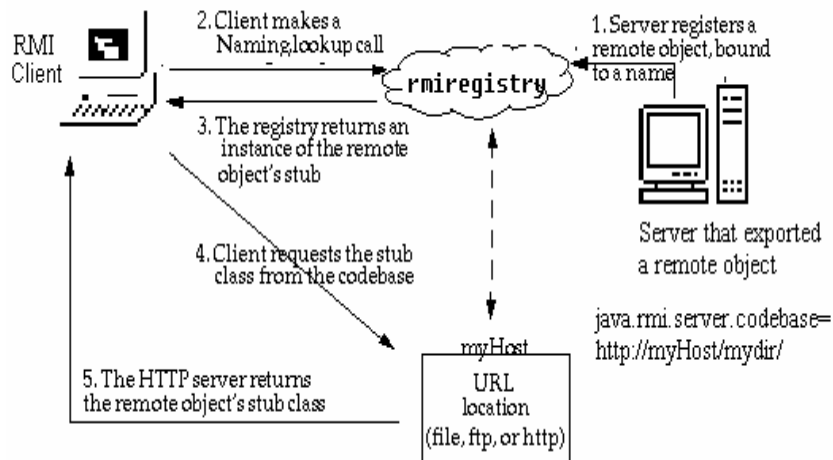 2. Client makes a
Naming,lookup call
1. Server registers a
remote object, bound
to a name
RMI
Client
rmiregistry
3. The registry returns an
instance of the remote
object's stub
4. Client requests the stub
class from the codebase
Server that exported
a remote object
java.rmi.server.codebase=
http://myHost/mydir/
myHost
URL
location
(file, ftp, or http)
5. The HTTP server returns
the remote object's stub class